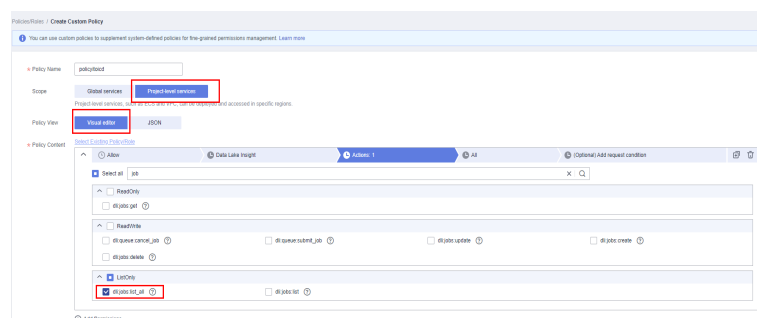 Policies/Roles / Create Custom Policy
You can use custom policies to supplement system-defined policies for fine-grained permissions management. Learn more
* Policy Name
Scope Global services Project-level services
Project-level services, such as ECS and VPC, can be deployed and accessed in specific regions.
Policy View Visual editor JSON
* Policy Content Select Existing Policy/Role
Allow Data Lake Insight Actions: 1 All (Optional) Add request condition
Select all job
ReadOnly
dli:jobs:get
ReadWrite
dli:queue:cancel_job dli:queue:submit_job dli:jobs:update dli:jobs:create
dli:jobs:delete
ListOnly
dli:jobs:list_all dli:jobs:list